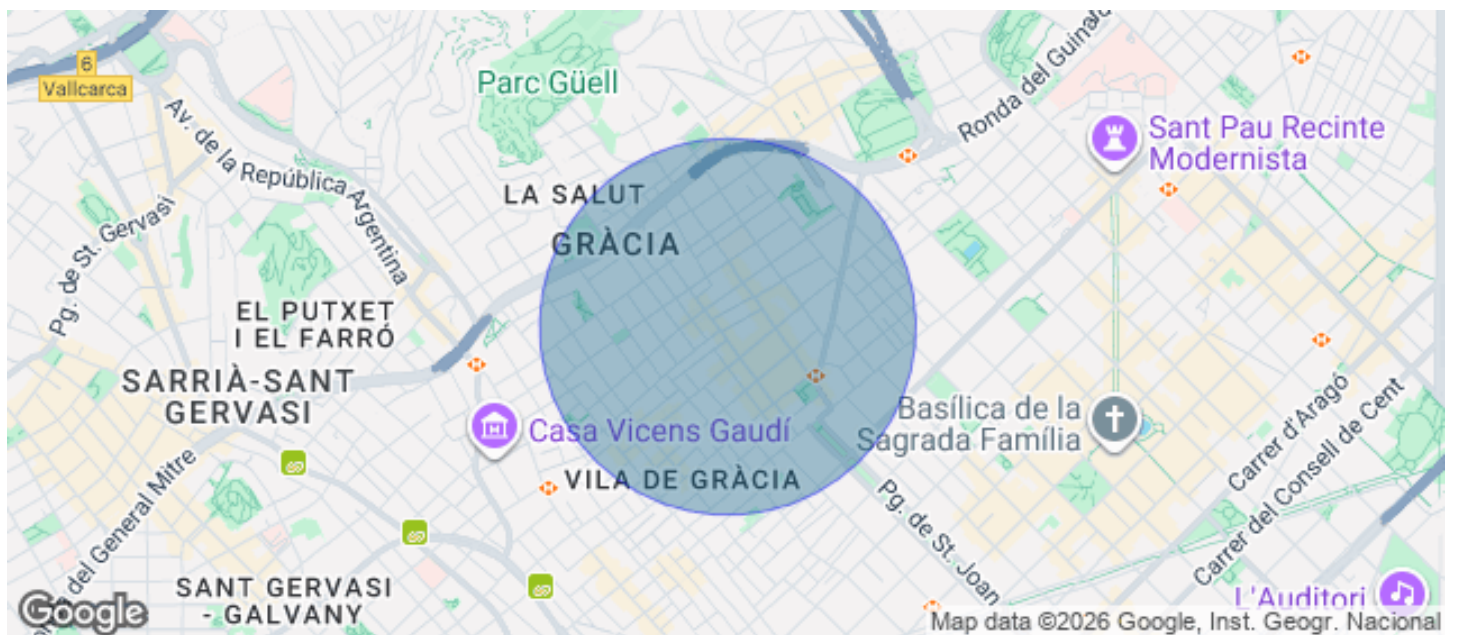 Parc Güell
6
Vallcarca
Av. de la República Argentina
Ronda del Guinardó
Sant Pau Recinte
Modernista
LA SALUT
GRÀCIA
Pg. de St. Gervasi
EL PUTXET
I EL FARRÓ
SARRIÀ-SANT
GERVASI
Casa Vicens Gaudí
Basílica de la
Sagrada Família
Carrer d'Aragó
Carrer del Consell de Cent
VILA DE GRÀCIA
del General Mitre
Pg. de St. Joan
SANT GERVASI
- GALVANY
L'Auditori
Google
Map data ©2026 Google, Inst. Geogr. Nacional